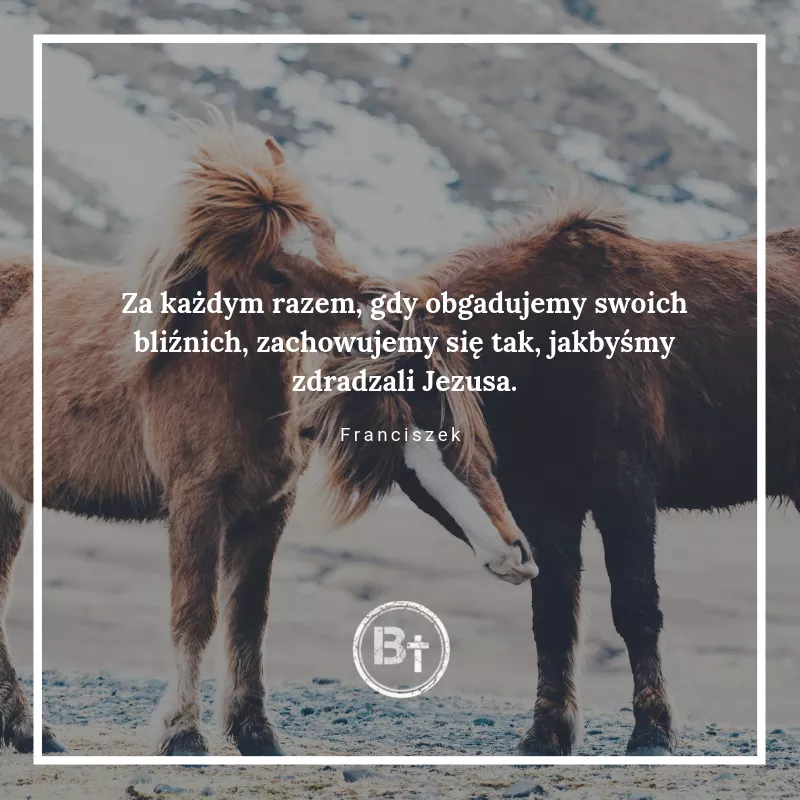 Za każdym razem, gdy obgadujemy swoich
bliźnich, zachowujemy się tak, jakbyśmy
zdradzali Jezusa.
Franciszek
B†